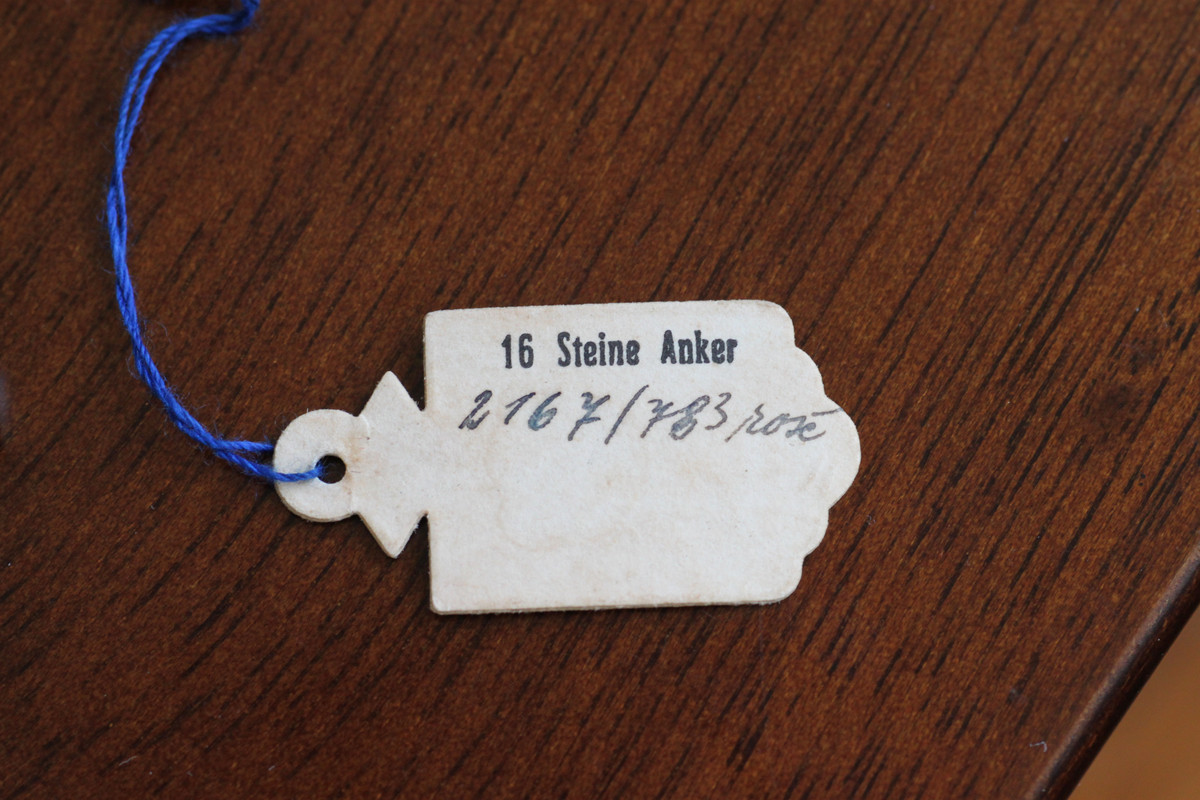 16 Steine Anker
2167/783 rosé